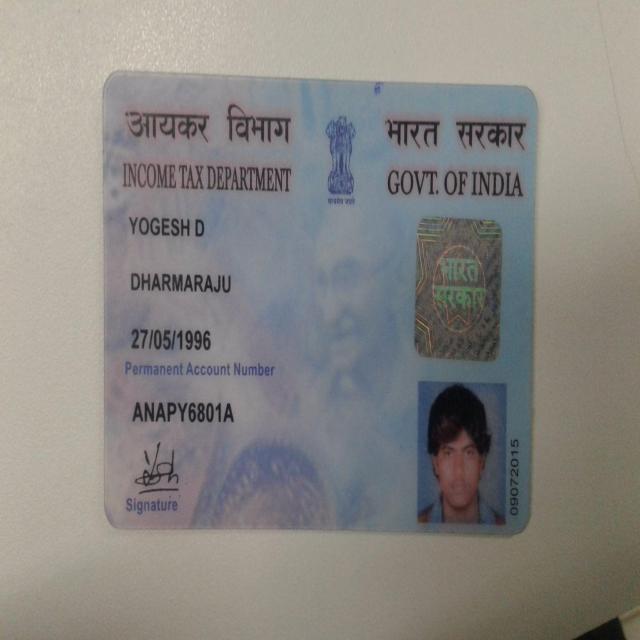 आयकर विभाग
INCOME TAX DEPARTMENT
भारत सरकार
GOVT. OF INDIA
सत्यमेव जयते
YOGESH D
DHARMARAJU
27/05/1996
Permanent Account Number
ANAPY6801A
Signature
भारत
सरकार
09072015